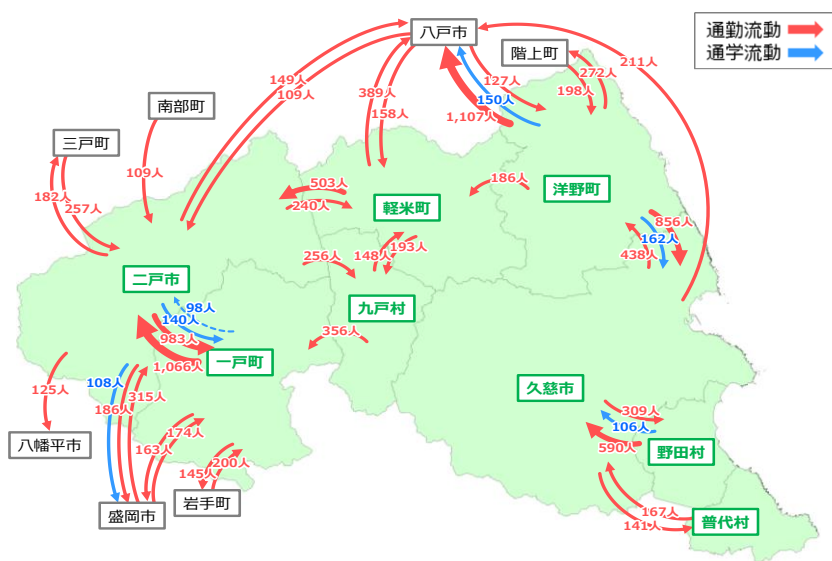 通勤流動
通学流動
八戸市
階上町
211人
149人
109人
127人
272人
198人
389人
150人
158人
1,107人
南部町
三戸町
109人
182人
257人
503人
240人
186人
洋野町
軽米町
856人
162人
438人
193人
148人
256人
二戸市
98人
140人
九戸村
983人
356人
1,066人
一戸町
125人
108人
315人
186人
久慈市
309人
106人
590人
野田村
174人
163人
八幡平市
200人
145人
岩手町
盛岡市
167人
141人
普代村